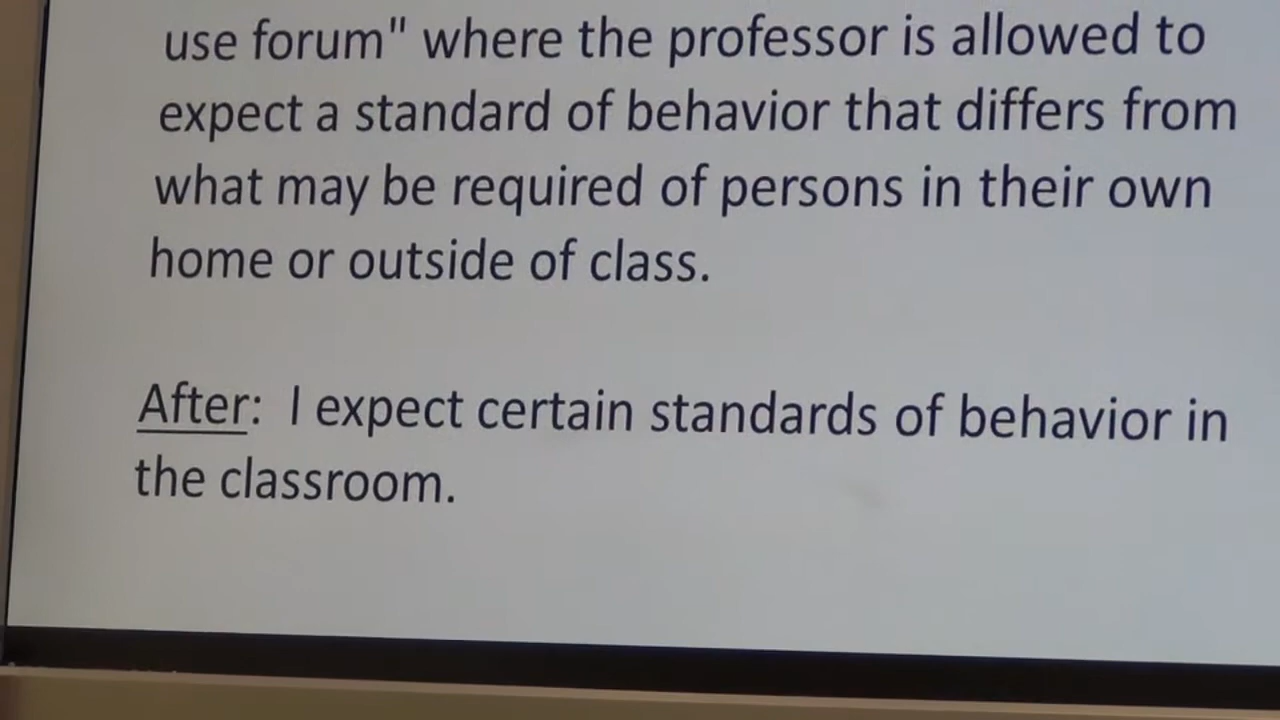 use forum" where the professor is allowed to
expect a standard of behavior that differs from
what may be required of persons in their own
home or outside of class.
After: I expect certain standards of behavior in
the classroom.